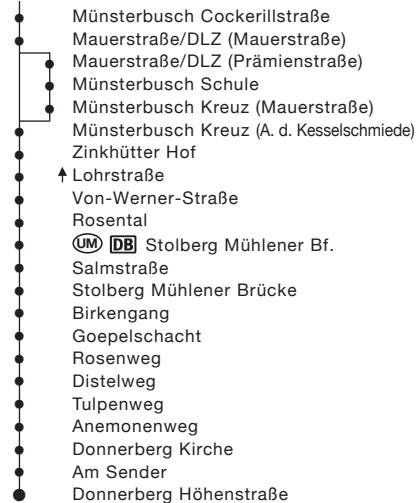 Münsterbusch Cockerillstraße
Mauerstraße/DLZ (Mauerstraße)
Mauerstraße/DLZ (Prämienstraße)
Münsterbusch Schule
Münsterbusch Kreuz (Mauerstraße)
Münsterbusch Kreuz (A. d. Kesselschmiede)
Zinkhütter Hof
Lohrstraße
Von-Werner-Straße
Rosental
UM DB Stolberg Mühlener Bf.
Salmstraße
Stolberg Mühlener Brücke
Birkengang
Goepelschacht
Rosenweg
Distelweg
Tulpenweg
Anemonenweg
Donnerberg Kirche
Am Sender
Donnerberg Höhenstraße